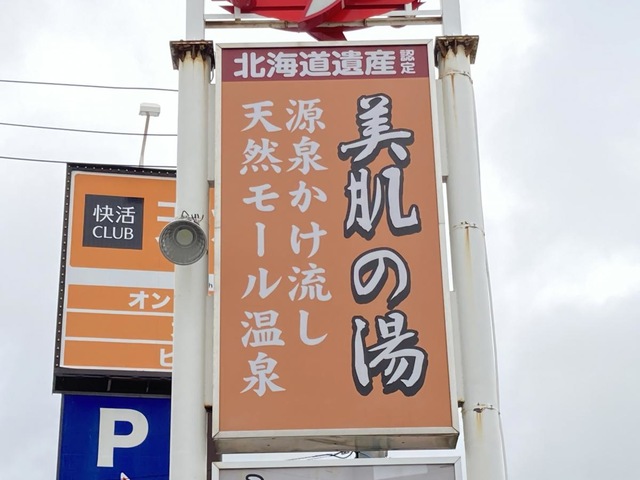 北海道遺産認定
美肌の湯
源泉かけ流し
天然モール温泉
快活
CLUB
オン
P